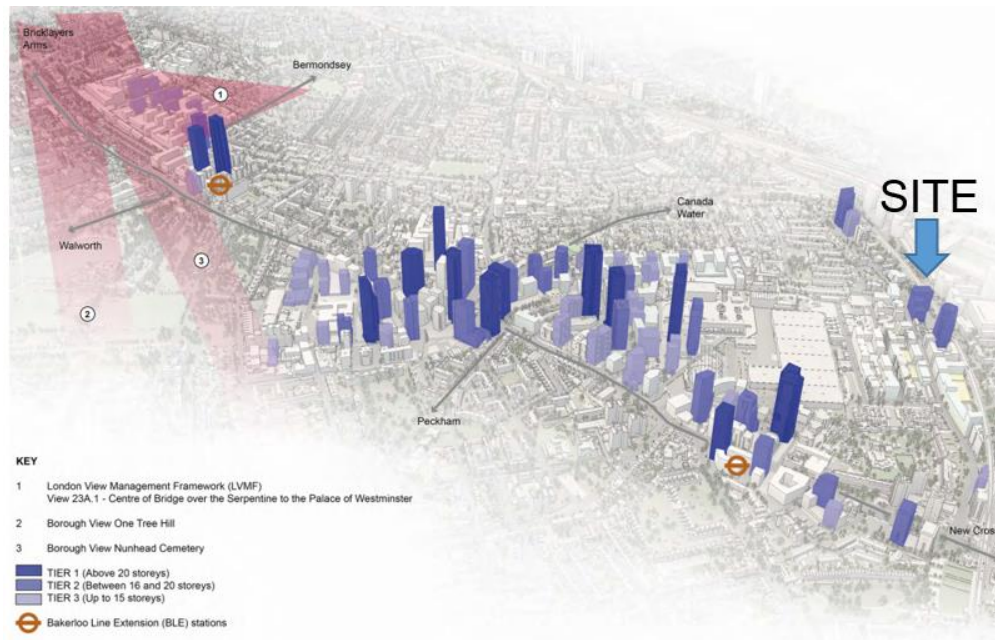 Bricklayers
Arms
Bermondsey
1
SITE
Canada
Water
Walworth
3
2
Peckham
New Cros
KEY
1 London View Management Framework (LVMF)
View 23A.1 - Centre of Bridge over the Serpentine to the Palace of Westminster
2 Borough View One Tree Hill
3 Borough View Nunhead Cemetery
TIER 1 (Above 20 storeys)
TIER 2 (Between 16 and 20 storeys)
TIER 3 (Up to 15 storeys)
Bakerloo Line Extension (BLE) stations